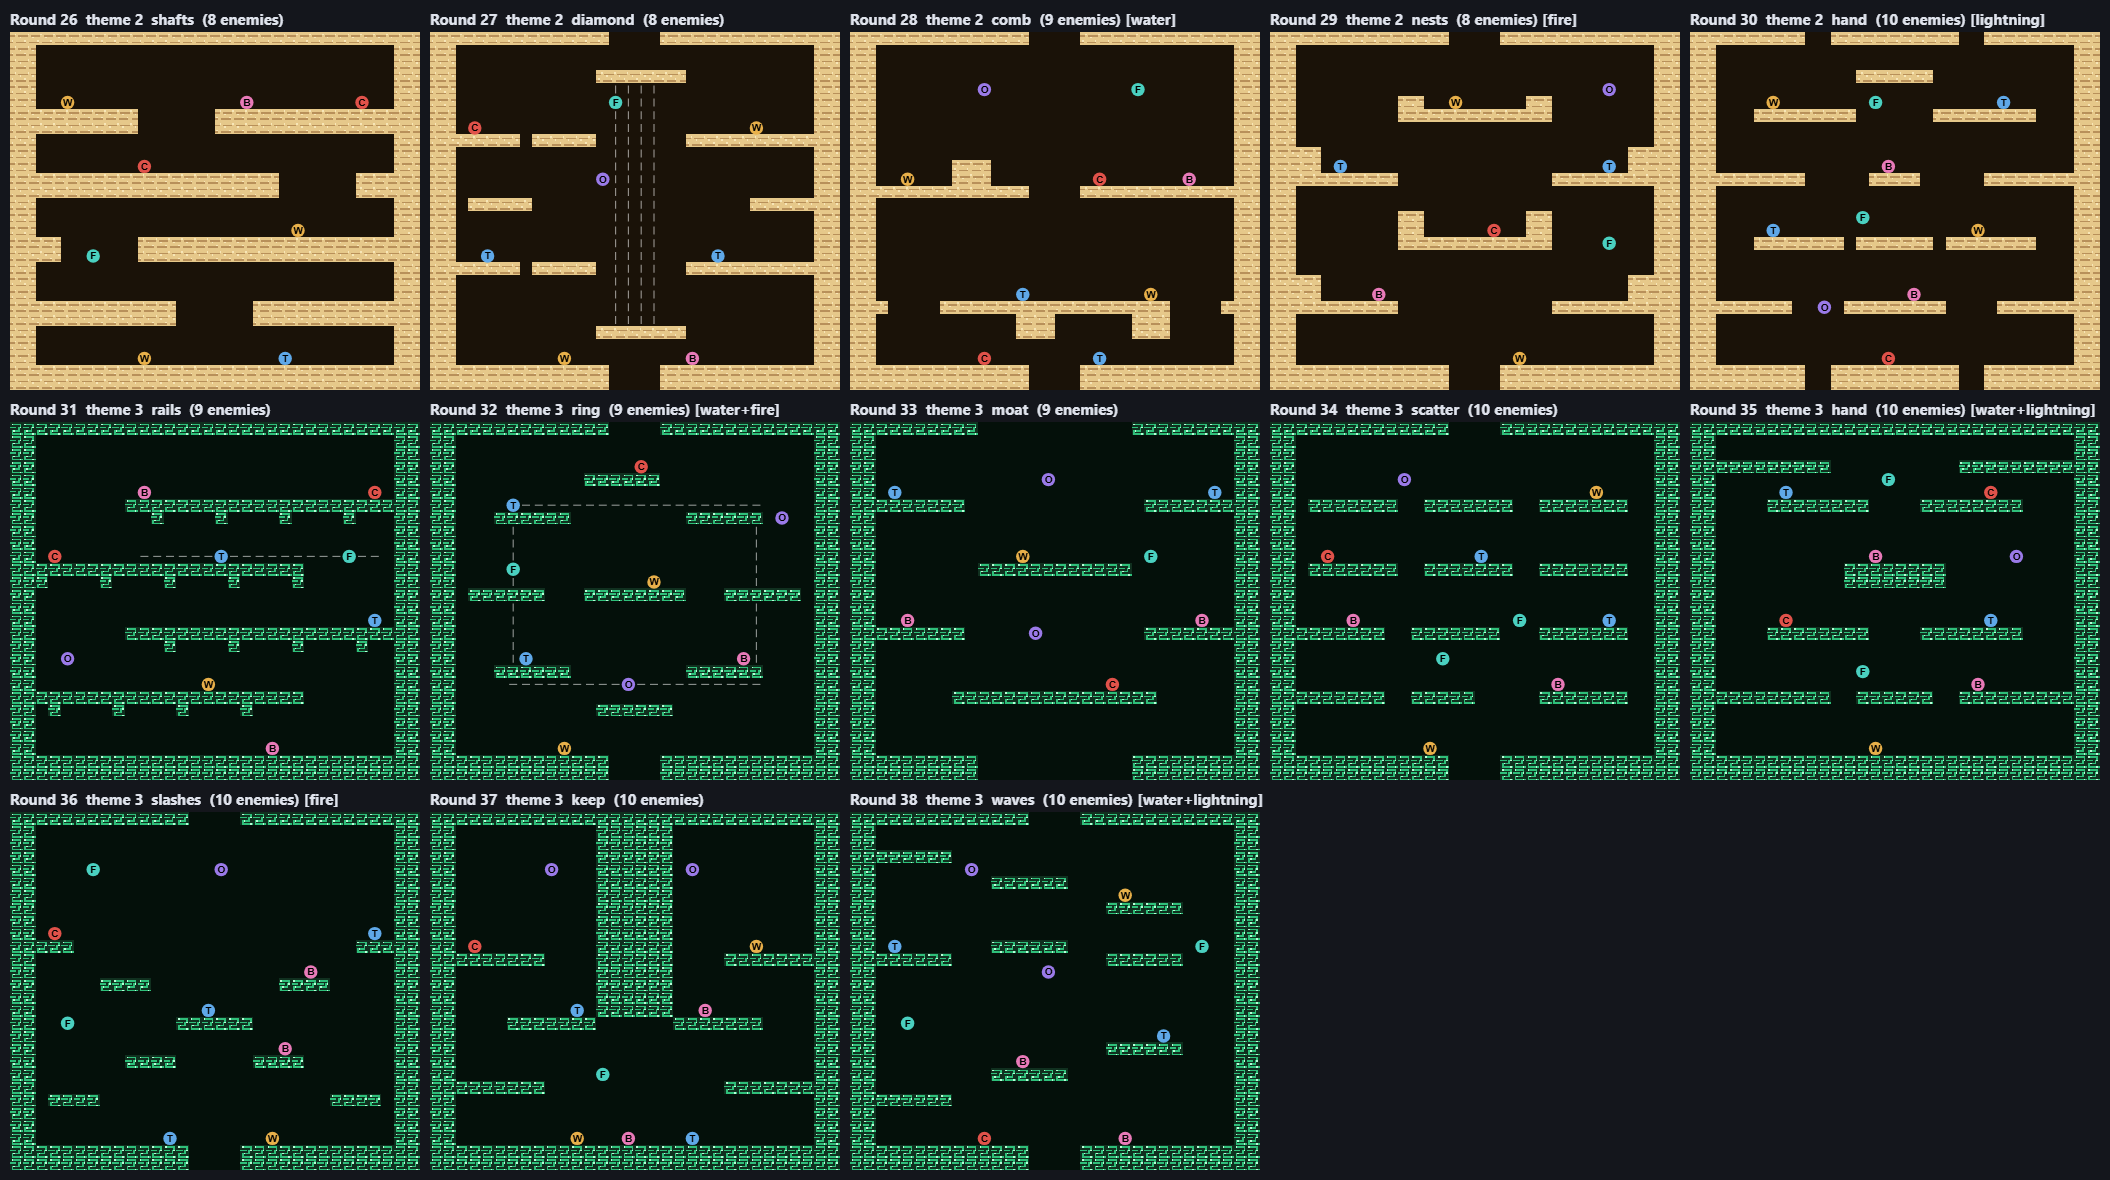 Round 26 theme 2 shafts (8 enemies)
Round 27 theme 2 diamond (8 enemies)
Round 28 theme 2 comb (9 enemies) [water]
Round 29 theme 2 nests (8 enemies) [fire]
Round 30 theme 2 hand (10 enemies) [lightning]
W B C
C
W
F
W T
F
C W
O
T T
W B
O F
W C B
T W
C T
W O
T T
C
F
B
W
W F T
B
F
T W
B
O
C
Round 31 theme 3 rails (9 enemies)
Round 32 theme 3 ring (9 enemies) [water+fire]
Round 33 theme 3 moat (9 enemies)
Round 34 theme 3 scatter (10 enemies)
Round 35 theme 3 hand (10 enemies) [water+lightning]
B C
C T F
T
O
W
B
C
T
O
F
W
T B
O
W
O
T T
W F
B B
O
C
O
W
C T
B F T
F
B
W
F
T C
B O
C T
F
B
W
Round 36 theme 3 slashes (10 enemies) [fire]
Round 37 theme 3 keep (10 enemies)
Round 38 theme 3 waves (10 enemies) [water+lightning]
F O
C T
B
T
F
B
T W
O O
C W
T B
F
W B T
O
W
T F
O
F
T
B
C B